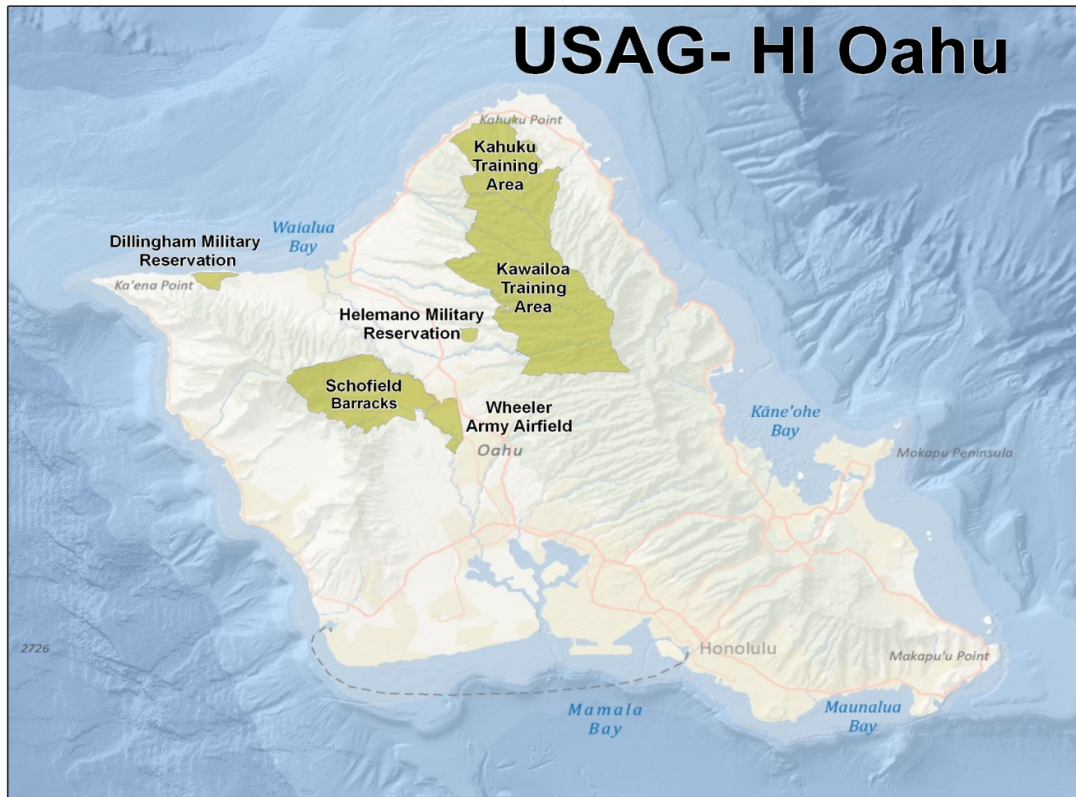 USAG- HI Oahu
Kahuku Point
Kahuku
Training
Area
Waialua
Bay
Dillingham Military
Reservation
Ka'ena Point
Kawailoa
Training
Area
Helemano Military
Reservation
Schofield
Barracks
Wheeler
Army Airfield
Oahu
Kāne'ohe
Bay
Mokapu Peninsula
2726
Honolulu
Makapu'u Point
Mamala
Bay
Maunalua
Bay